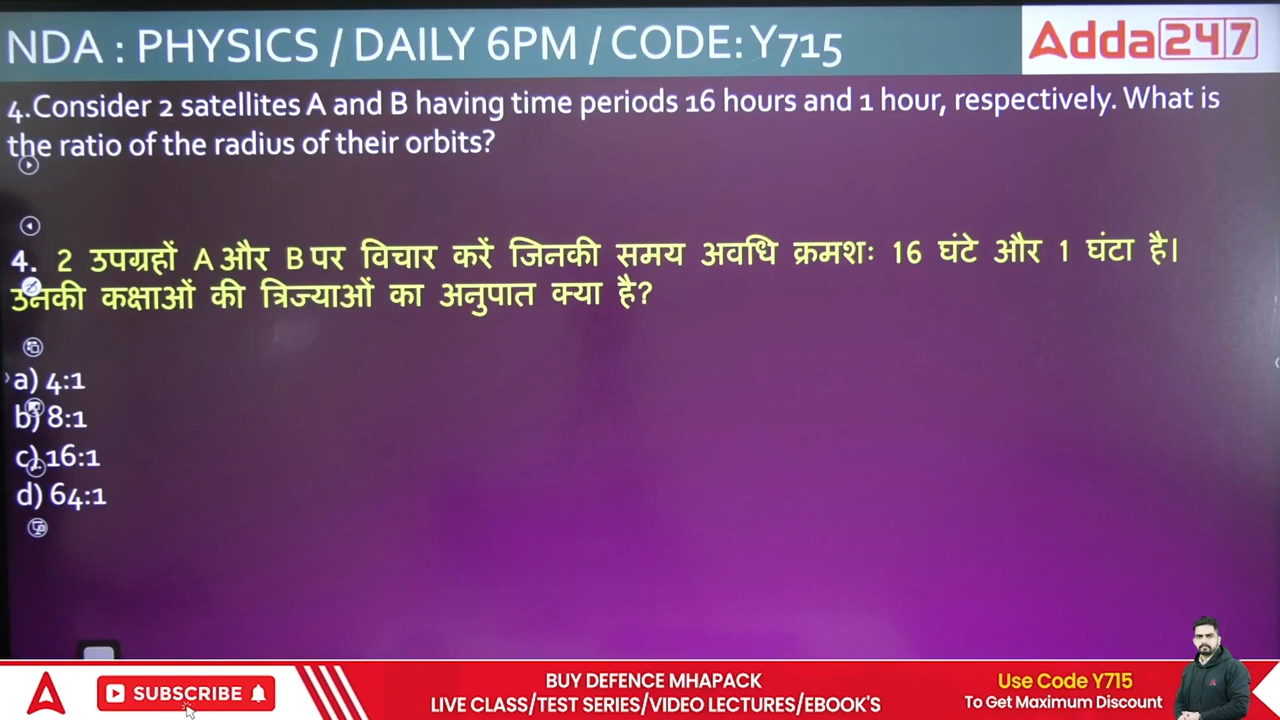 NDA : PHYSICS / DAILY 6PM / CODE: Y715
Adda247
4.Consider 2 satellites A and B having time periods 16 hours and 1 hour, respectively. What is
the ratio of the radius of their orbits?
4. 2 उपग्रहों A और B पर विचार करें जिनकी समय अवधि क्रमशः 16 घंटे और 1 घंटा है।
उनकी कक्षाओं की त्रिज्याओं का अनुपात क्या है?
a) 4:1
b) 8:1
c) 16:1
d) 64:1
SUBSCRIBE
BUY DEFENCE MHAPACK
LIVE CLASS/TEST SERIES/VIDEO LECTURES/EBOOK'S
Use Code Y715
To Get Maximum Discount